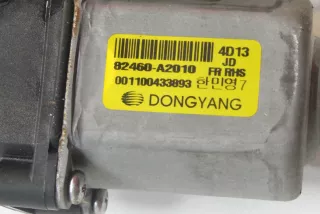 4D13
JD
82460-A2010 FR RHS
001100433893 한민영7
DONGYANG